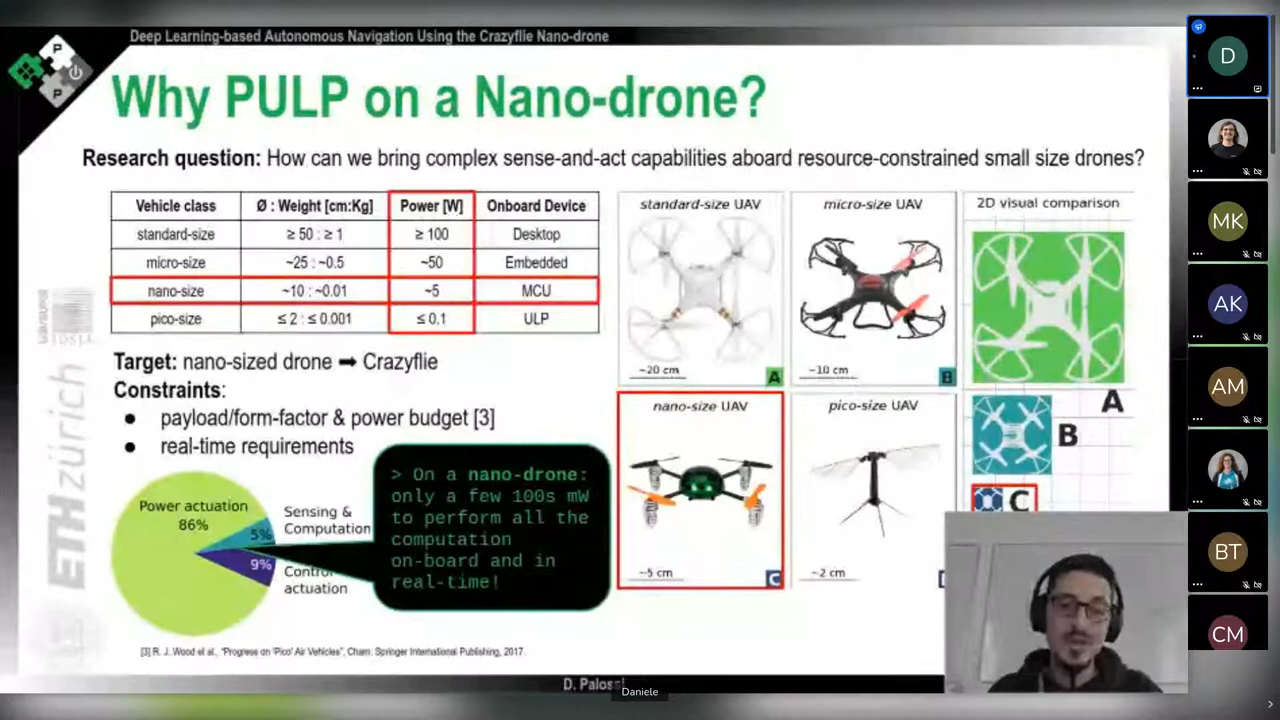 Deep Learning-based Autonomous Navigation Using the Crazyflie Nano-drone
P
P
Why PULP on a Nano-drone?
Research question: How can we bring complex sense-and-act capabilities aboard resource-constrained small size drones?
Vehicle class Ø : Weight [cm:Kg] Power [W] Onboard Device
standard-size ≥ 50 : ≥ 1 ≥ 100 Desktop
micro-size ~25 : ~0.5 ~50 Embedded
nano-size ~10 : ~0.01 ~5 MCU
pico-size ≤ 2 : ≤ 0.001 ≤ 0.1 ULP
standard-size UAV
~20 cm
A
micro-size UAV
~10 cm
B
nano-size UAV
~5 cm
C
pico-size UAV
~2 cm
2D visual comparison
A
B
C
Target: nano-sized drone ➡ Crazyflie
Constraints:
● payload/form-factor & power budget [3]
● real-time requirements
Power actuation
86%
5%
9%
Sensing &
Computation
actuation
> On a nano-drone:
only a few 100s mW
to perform all the
computation
on-board and in
real-time!
[3] R. J. Wood et al., "Progress on 'Pico' Air Vehicles", Cham: Springer International Publishing, 2017.
ETH zürich
D. Palossi
Daniele
D
MK
AK
AM
BT
CM